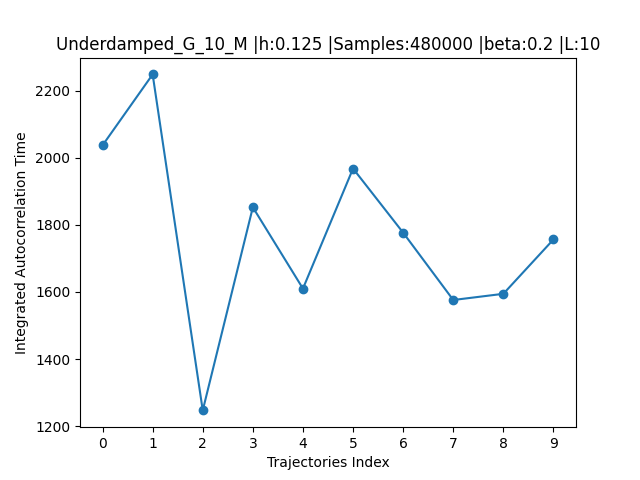 Underdamped_G_10_M |h:0.125 |Samples:480000 |beta:0.2 |L:10
Integrated Autocorrelation Time
2200
2000
1800
1600
1400
1200
0 1 2 3 4 5 6 7 8 9
Trajectories Index